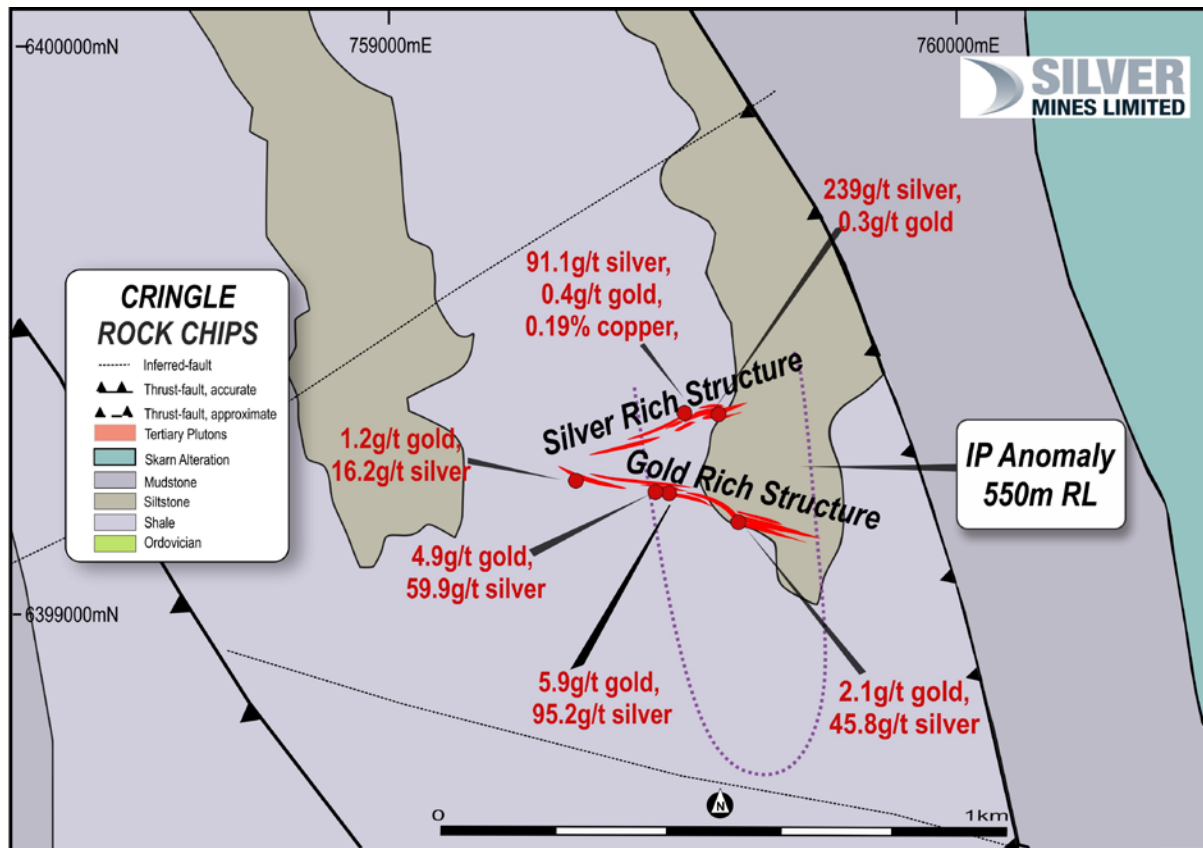 6400000mN
759000mE
760000mE
SILVER
MINES LIMITED
239g/t silver,
0.3g/t gold
91.1g/t silver,
0.4g/t gold,
0.19% copper,
CRINGLE
ROCK CHIPS
Inferred-fault
Thrust-fault, accurate
Thrust-fault, approximate
Tertiary Plutons
Skarn Alteration
Mudstone
Siltstone
Shale
Ordovician
Silver Rich Structure
1.2g/t gold,
16.2g/t silver
Gold Rich Structure
IP Anomaly
550m RL
4.9g/t gold,
59.9g/t silver
6399000mN
5.9g/t gold,
95.2g/t silver
2.1g/t gold,
45.8g/t silver
N
0
1km